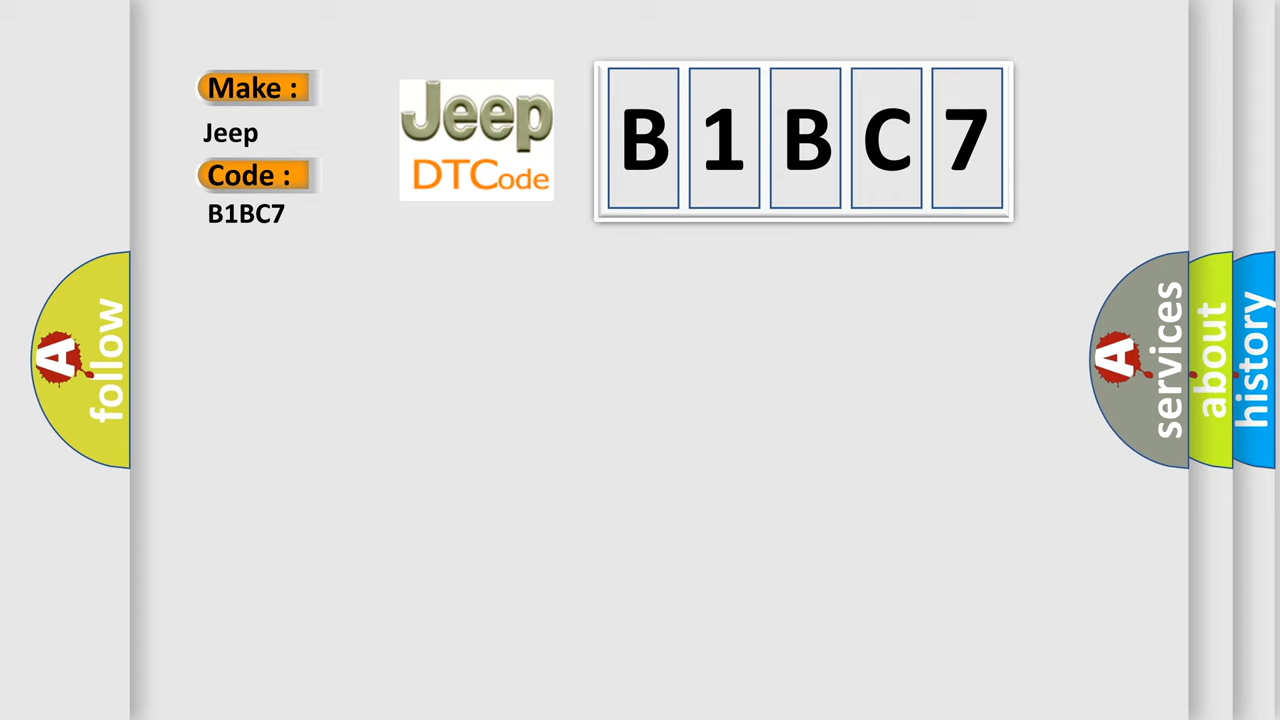 Make :
Jeep
Code :
B1BC7
Jeep
DTCode
B 1 B C 7
A follow
A services
about
history